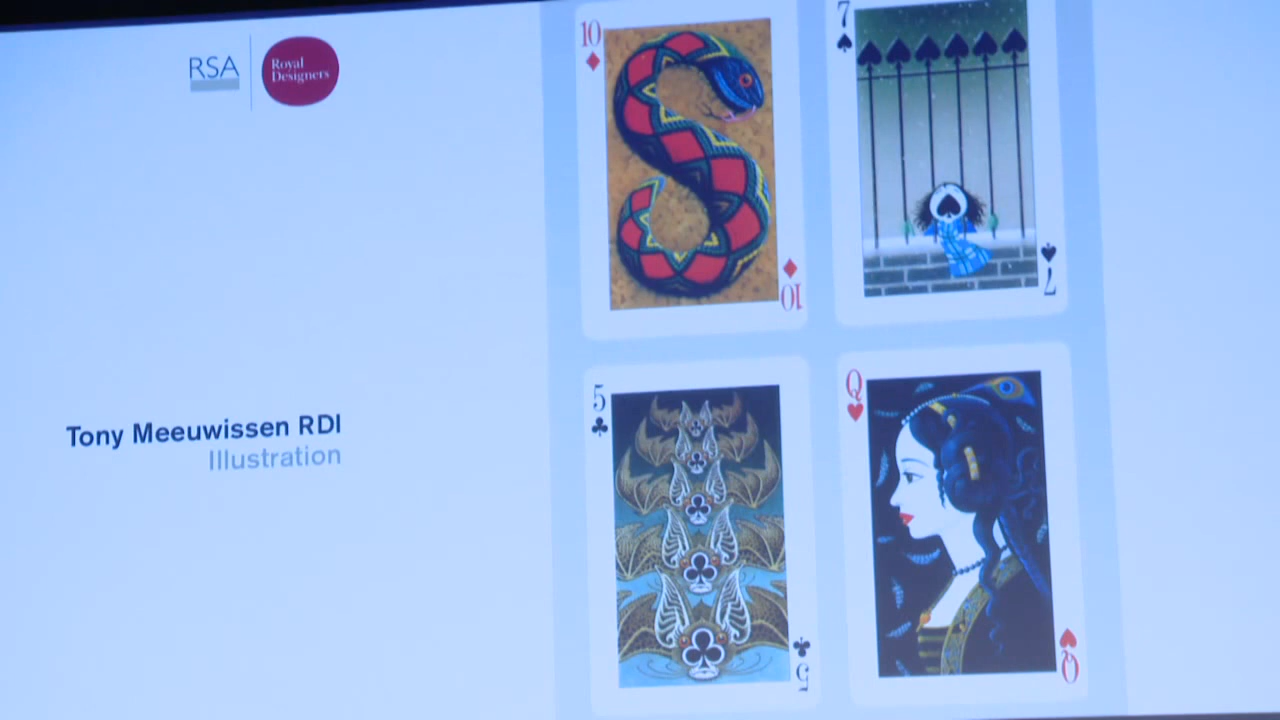 RSA
Royal
Designers
Tony Meeuwissen RDI
Illustration
10
10
7
7
5
5
Q
Q